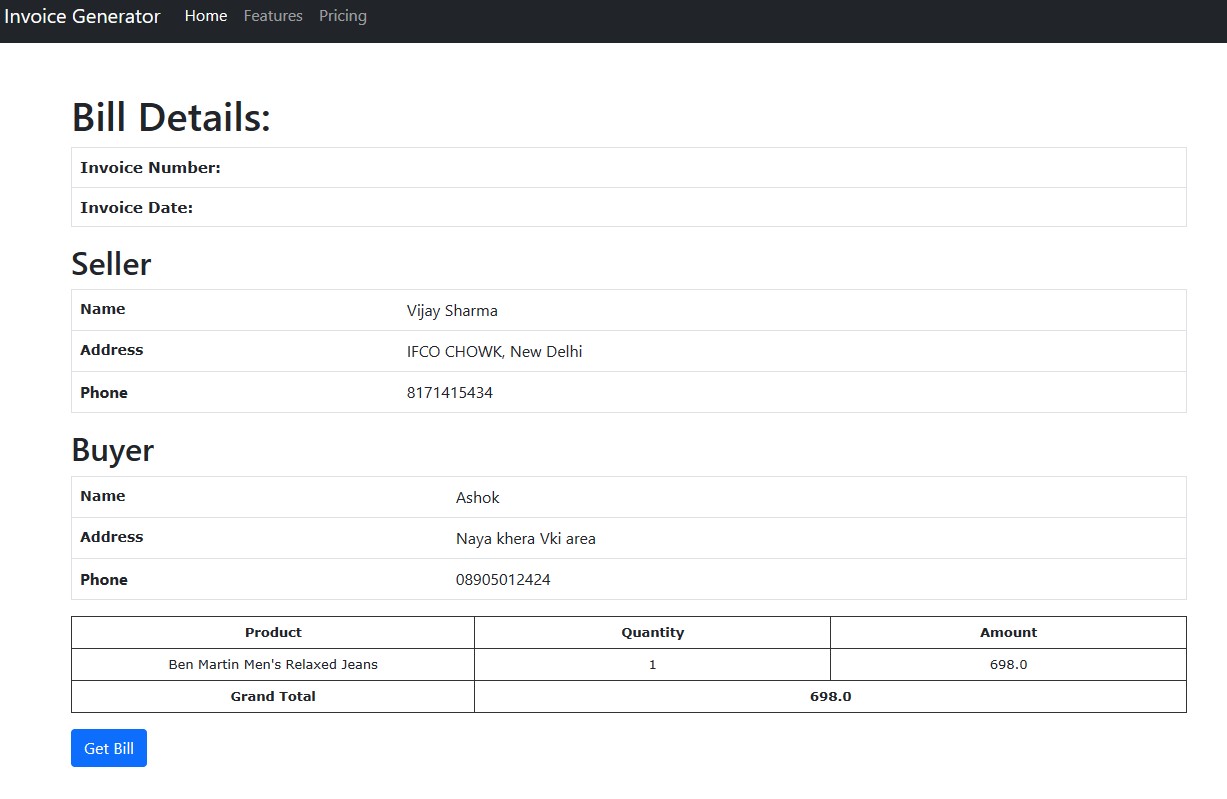 Invoice Generator Home Features Pricing
Bill Details:
Invoice Number:
Invoice Date:
Seller
Name Vijay Sharma
Address IFCO CHOWK, New Delhi
Phone 8171415434
Buyer
Name Ashok
Address Naya khera Vki area
Phone 08905012424
Product Quantity Amount
Ben Martin Men's Relaxed Jeans 1 698.0
Grand Total 698.0
Get Bill